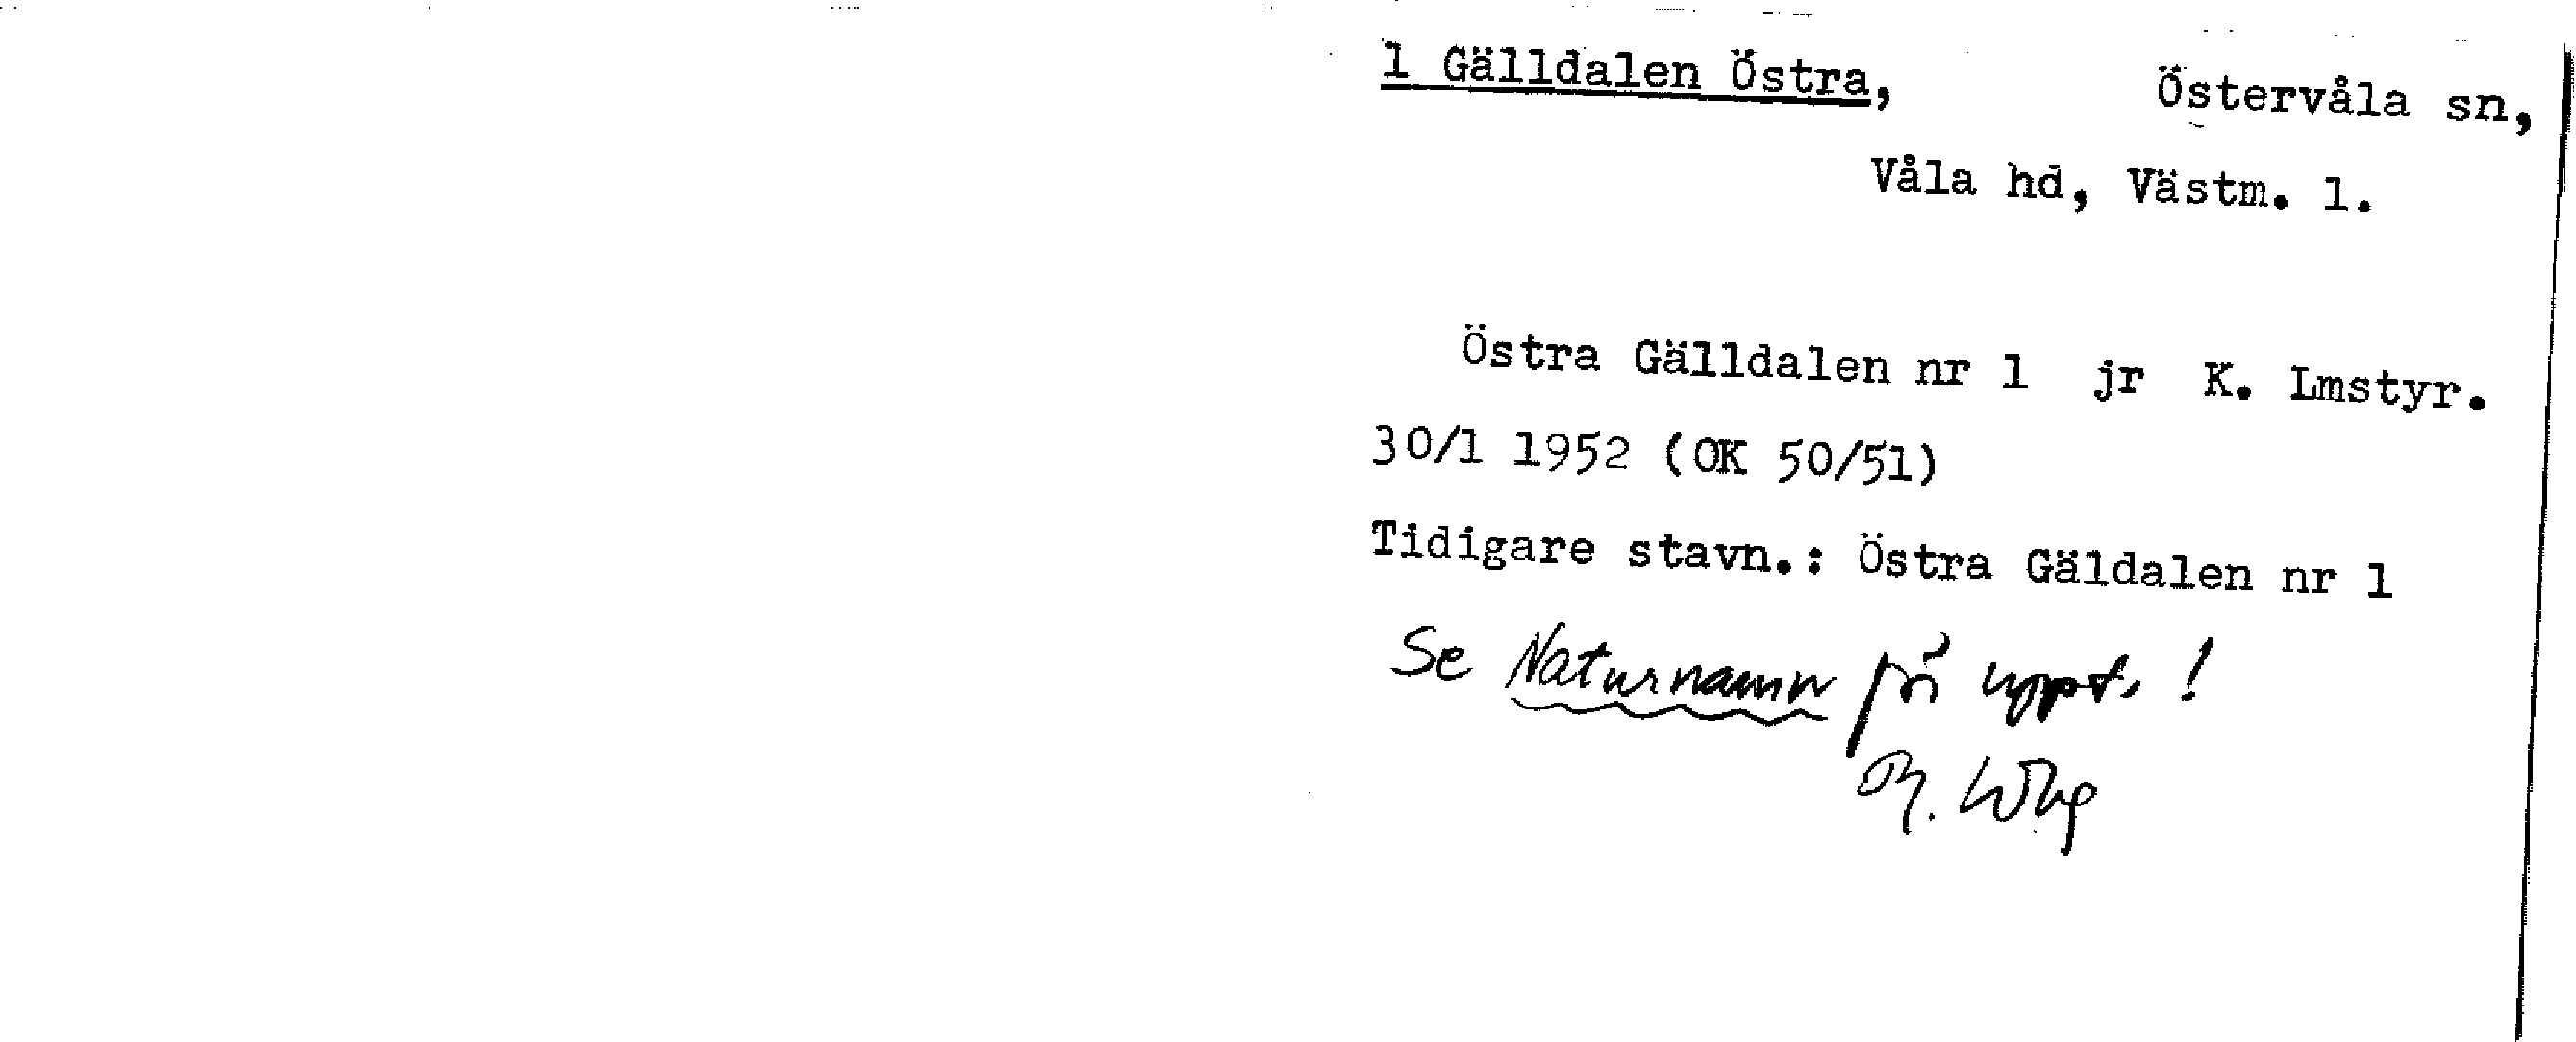 1 Gälldalen Östra, Östervåla sn,
Våla hd, Västm. l.
Östra Gälldalen nr 1 jr K. Lmstyr.
30/1 1952 (OK 50/51)
Tidigare stavn.: Östra Gäldalen nr 1
Se Naturnamn på uppt. !